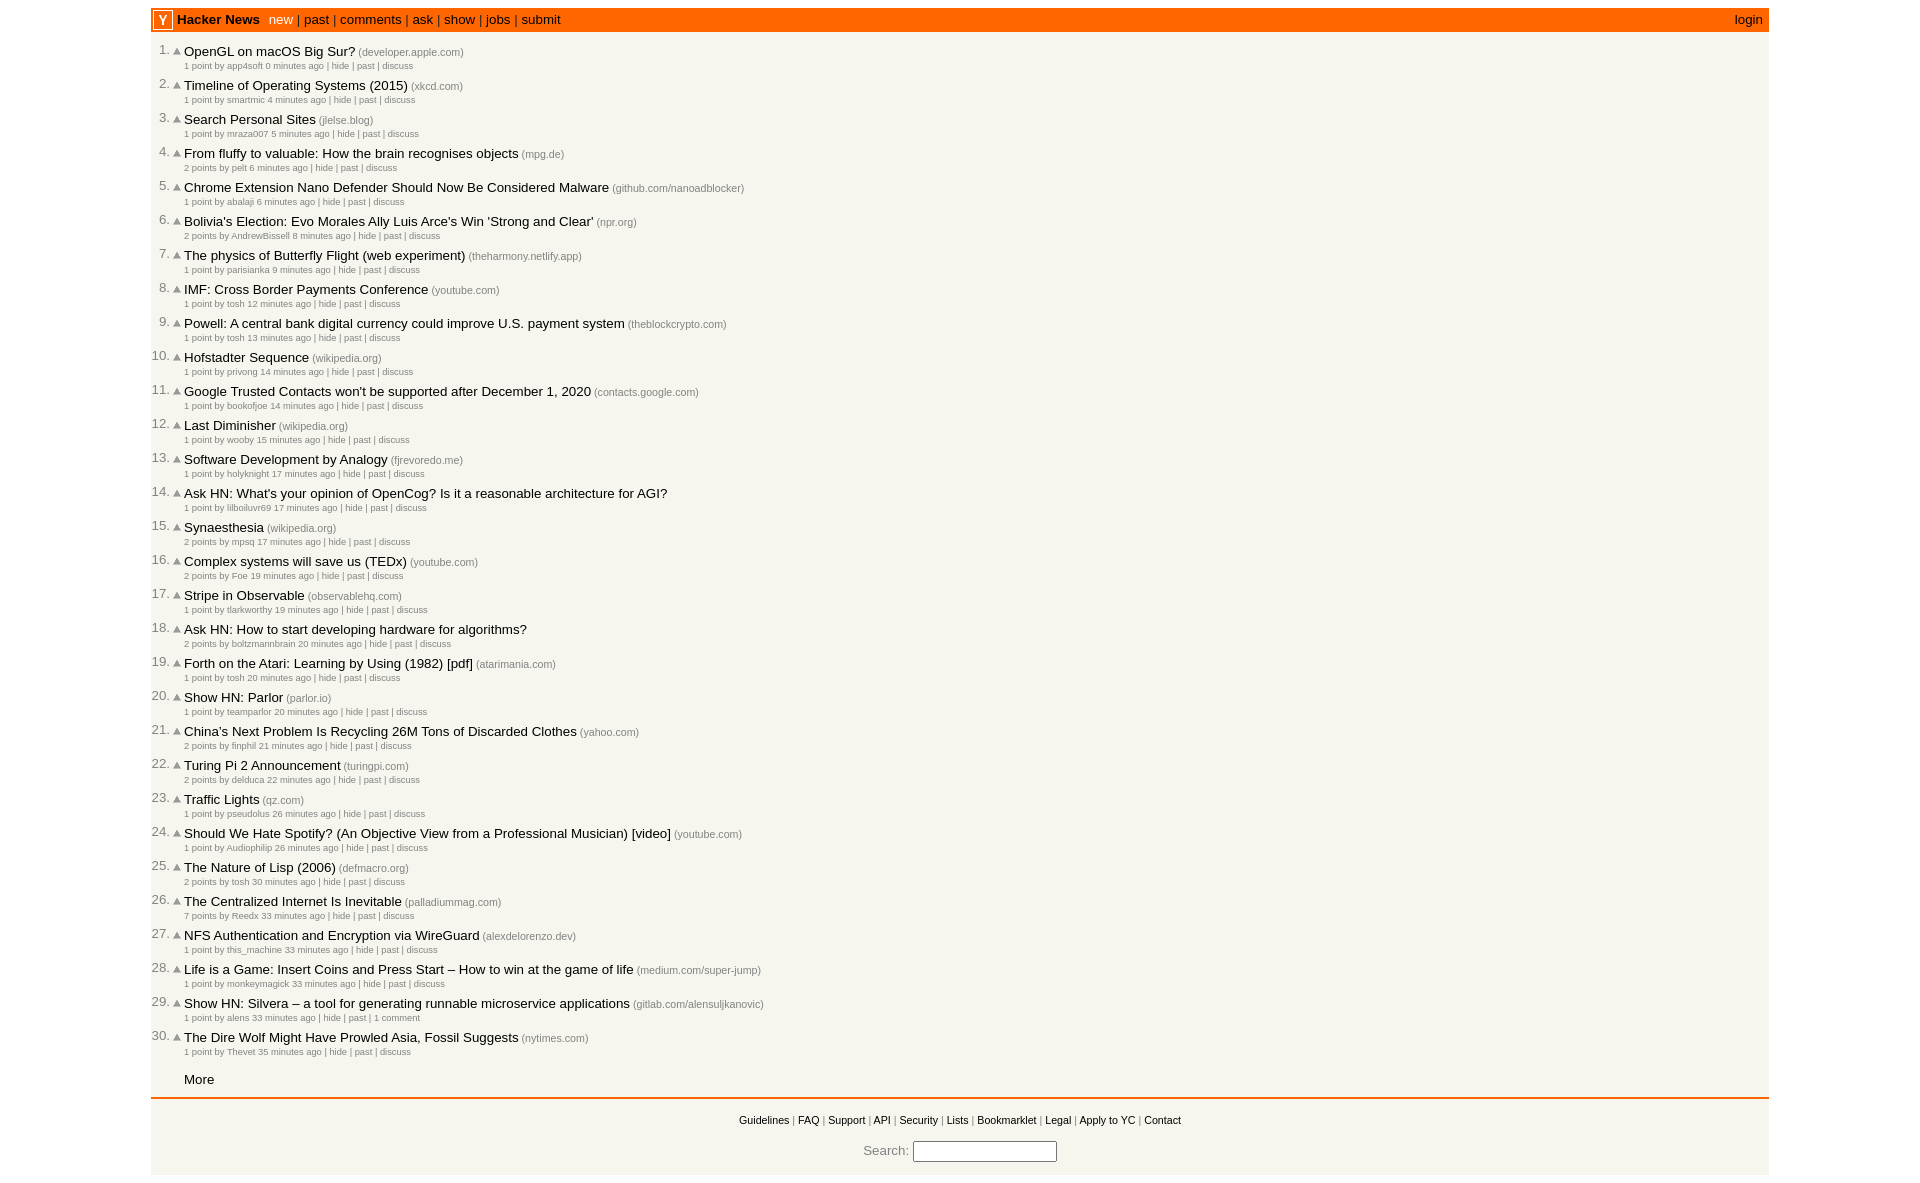 Y Hacker News new | past | comments | ask | show | jobs | submit login
1. OpenGL on macOS Big Sur? (developer.apple.com)
1 point by app4soft 0 minutes ago | hide | past | discuss
2. Timeline of Operating Systems (2015) (xkcd.com)
1 point by smartmic 4 minutes ago | hide | past | discuss
3. Search Personal Sites (jlelse.blog)
1 point by mraza007 5 minutes ago | hide | past | discuss
4. From fluffy to valuable: How the brain recognises objects (mpg.de)
2 points by pelt 6 minutes ago | hide | past | discuss
5. Chrome Extension Nano Defender Should Now Be Considered Malware (github.com/nanoadblocker)
1 point by abalaji 6 minutes ago | hide | past | discuss
6. Bolivia's Election: Evo Morales Ally Luis Arce's Win 'Strong and Clear' (npr.org)
2 points by AndrewBissell 8 minutes ago | hide | past | discuss
7. The physics of Butterfly Flight (web experiment) (theharmony.netlify.app)
1 point by parisianka 9 minutes ago | hide | past | discuss
8. IMF: Cross Border Payments Conference (youtube.com)
1 point by tosh 12 minutes ago | hide | past | discuss
9. Powell: A central bank digital currency could improve U.S. payment system (theblockcrypto.com)
1 point by tosh 13 minutes ago | hide | past | discuss
10. Hofstadter Sequence (wikipedia.org)
1 point by privong 14 minutes ago | hide | past | discuss
11. Google Trusted Contacts won't be supported after December 1, 2020 (contacts.google.com)
1 point by bookofjoe 14 minutes ago | hide | past | discuss
12. Last Diminisher (wikipedia.org)
1 point by wooby 15 minutes ago | hide | past | discuss
13. Software Development by Analogy (fjrevoredo.me)
1 point by holyknight 17 minutes ago | hide | past | discuss
14. Ask HN: What's your opinion of OpenCog? Is it a reasonable architecture for AGI?
1 point by lilboiluvr69 17 minutes ago | hide | past | discuss
15. Synaesthesia (wikipedia.org)
2 points by mpsq 17 minutes ago | hide | past | discuss
16. Complex systems will save us (TEDx) (youtube.com)
2 points by Foe 19 minutes ago | hide | past | discuss
17. Stripe in Observable (observablehq.com)
1 point by tlarkworthy 19 minutes ago | hide | past | discuss
18. Ask HN: How to start developing hardware for algorithms?
2 points by boltzmannbrain 20 minutes ago | hide | past | discuss
19. Forth on the Atari: Learning by Using (1982) [pdf] (atarimania.com)
1 point by tosh 20 minutes ago | hide | past | discuss
20. Show HN: Parlor (parlor.io)
1 point by teamparlor 20 minutes ago | hide | past | discuss
21. China’s Next Problem Is Recycling 26M Tons of Discarded Clothes (yahoo.com)
2 points by finphil 21 minutes ago | hide | past | discuss
22. Turing Pi 2 Announcement (turingpi.com)
2 points by delduca 22 minutes ago | hide | past | discuss
23. Traffic Lights (qz.com)
1 point by pseudolus 26 minutes ago | hide | past | discuss
24. Should We Hate Spotify? (An Objective View from a Professional Musician) [video] (youtube.com)
1 point by Audiophilip 26 minutes ago | hide | past | discuss
25. The Nature of Lisp (2006) (defmacro.org)
2 points by tosh 30 minutes ago | hide | past | discuss
26. The Centralized Internet Is Inevitable (palladiummag.com)
7 points by Reedx 33 minutes ago | hide | past | discuss
27. NFS Authentication and Encryption via WireGuard (alexdelorenzo.dev)
1 point by this_machine 33 minutes ago | hide | past | discuss
28. Life is a Game: Insert Coins and Press Start – How to win at the game of life (medium.com/super-jump)
1 point by monkeymagick 33 minutes ago | hide | past | discuss
29. Show HN: Silvera – a tool for generating runnable microservice applications (gitlab.com/alensuljkanovic)
1 point by alens 33 minutes ago | hide | past | 1 comment
30. The Dire Wolf Might Have Prowled Asia, Fossil Suggests (nytimes.com)
1 point by Thevet 35 minutes ago | hide | past | discuss
More
Guidelines | FAQ | Support | API | Security | Lists | Bookmarklet | Legal | Apply to YC | Contact
Search: